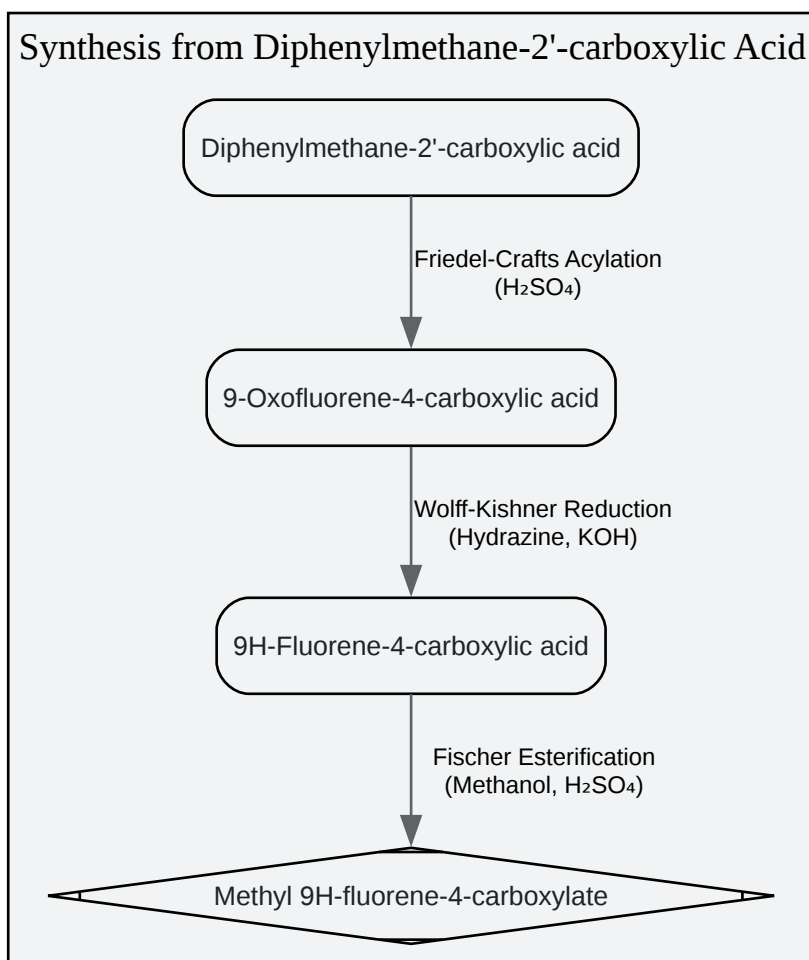 Synthesis from Diphenylmethane-2'-carboxylic Acid
Diphenylmethane-2'-carboxylic acid
Friedel-Crafts Acylation
(H₂SO₄)
9-Oxofluorene-4-carboxylic acid
Wolff-Kishner Reduction
(Hydrazine, KOH)
9H-Fluorene-4-carboxylic acid
Fischer Esterification
(Methanol, H₂SO₄)
Methyl 9H-fluorene-4-carboxylate